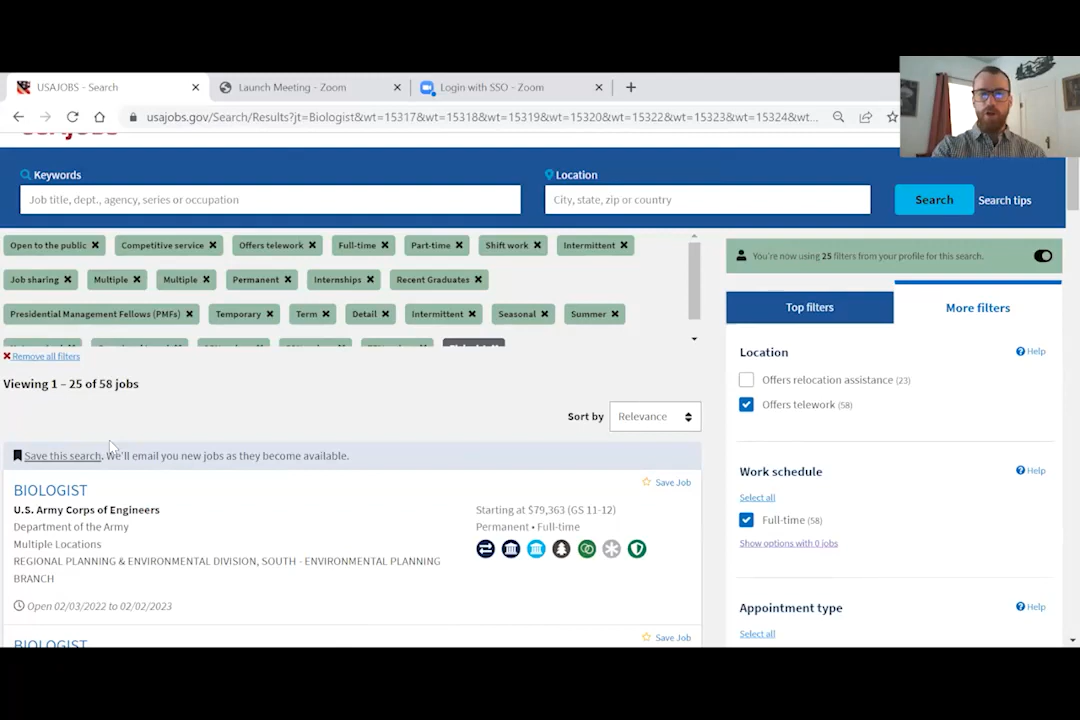 USAJOBS - Search
Launch Meeting - Zoom
Login with SSO - Zoom
usajobs.gov/Search/Results?jt=Biologist&wt=15317&wt=15318&wt=15319&wt=15320&wt=15322&wt=15323&wt=15324&wt...
Keywords
Location
Job title, dept., agency, series or occupation
City, state, zip or country
Search
Search tips
Open to the public
Competitive service
Offers telework
Full-time
Part-time
Shift work
Intermittent
Job sharing
Multiple
Multiple
Permanent
Internships
Recent Graduates
Presidential Management Fellows (PMFs)
Temporary
Term
Detail
Intermittent
Seasonal
Summer
Remove all filters
Viewing 1 – 25 of 58 jobs
Sort by
Relevance
Save this search. We'll email you new jobs as they become available.
BIOLOGIST
Save Job
U.S. Army Corps of Engineers
Department of the Army
Multiple Locations
REGIONAL PLANNING & ENVIRONMENTAL DIVISION, SOUTH - ENVIRONMENTAL PLANNING
BRANCH
Open 02/03/2022 to 02/02/2023
Starting at $79,363 (GS 11-12)
Permanent • Full-time
BIOLOGIST
Save Job
You're now using 25 filters from your profile for this search.
Top filters
More filters
Location
Help
Offers relocation assistance (23)
Offers telework (58)
Work schedule
Help
Select all
Full-time (58)
Show options with 0 jobs
Appointment type
Help
Select all